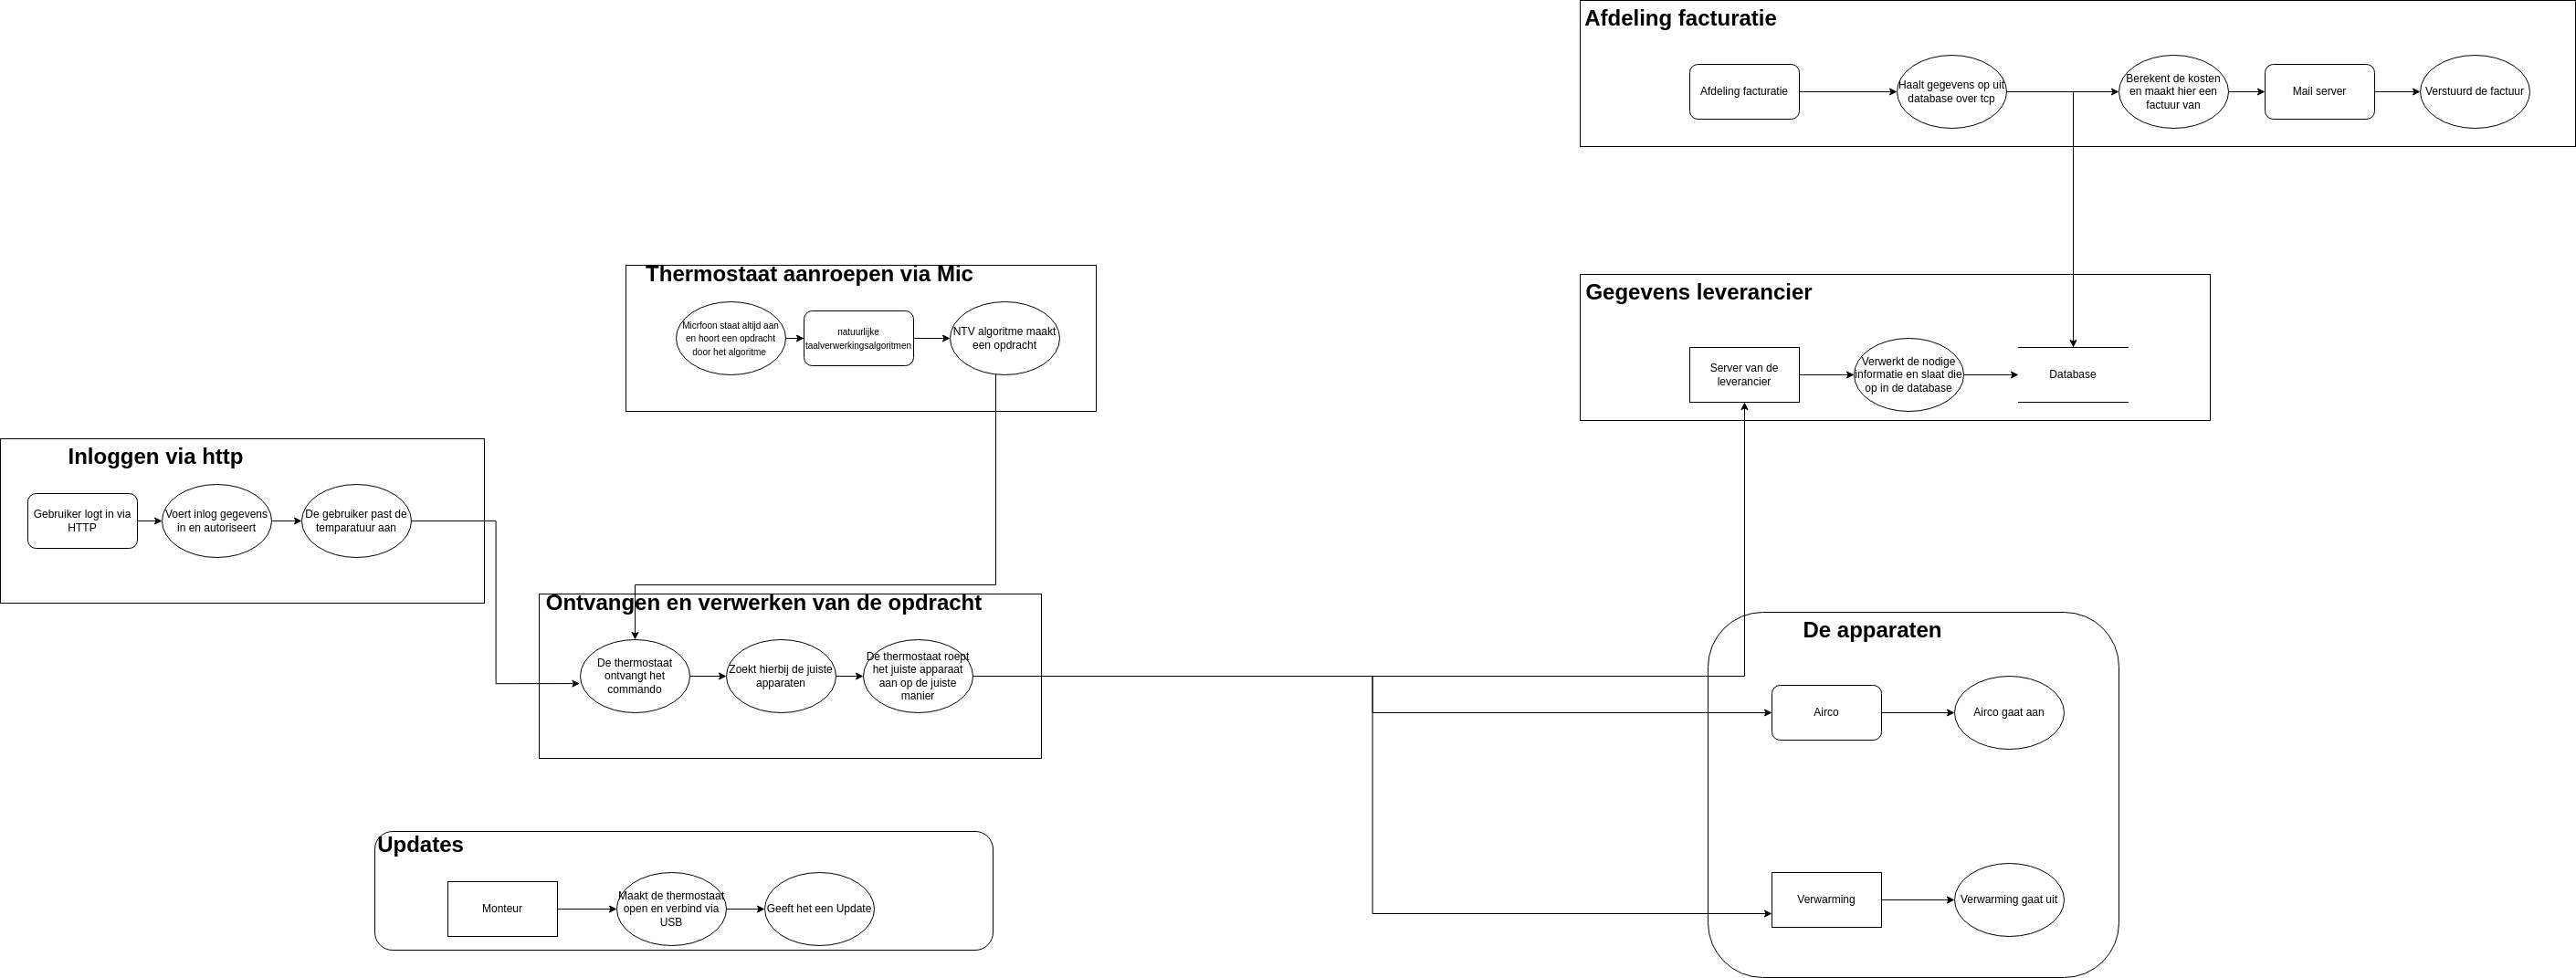 Afdeling facturatie
Afdeling facturatie
Haalt gegevens op uit
database over tcp
Berekent de kosten
en maakt hier een
factuur van
Mail server
Verstuurd de factuur
Thermostaat aanroepen via Mic
Micrfoon staat altijd aan
en hoort een opdracht
door het algoritme
natuurlijke
taalverwerkingsalgoritmen
NTV algoritme maakt
een opdracht
Gegevens leverancier
Server van de
leverancier
Verwerkt de nodige
informatie en slaat die
op in de database
Database
Inloggen via http
Gebruiker logt in via
HTTP
Voert inlog gegevens
in en autoriseert
De gebruiker past de
temparatuur aan
Ontvangen en verwerken van de opdracht
De thermostaat
ontvangt het
commando
Zoekt hierbij de juiste
apparaten
De thermostaat roept
het juiste apparaat
aan op de juiste
manier
De apparaten
Airco
Airco gaat aan
Verwarming
Verwarming gaat uit
Updates
Monteur
Maakt de thermostaat
open en verbind via
USB
Geeft het een Update